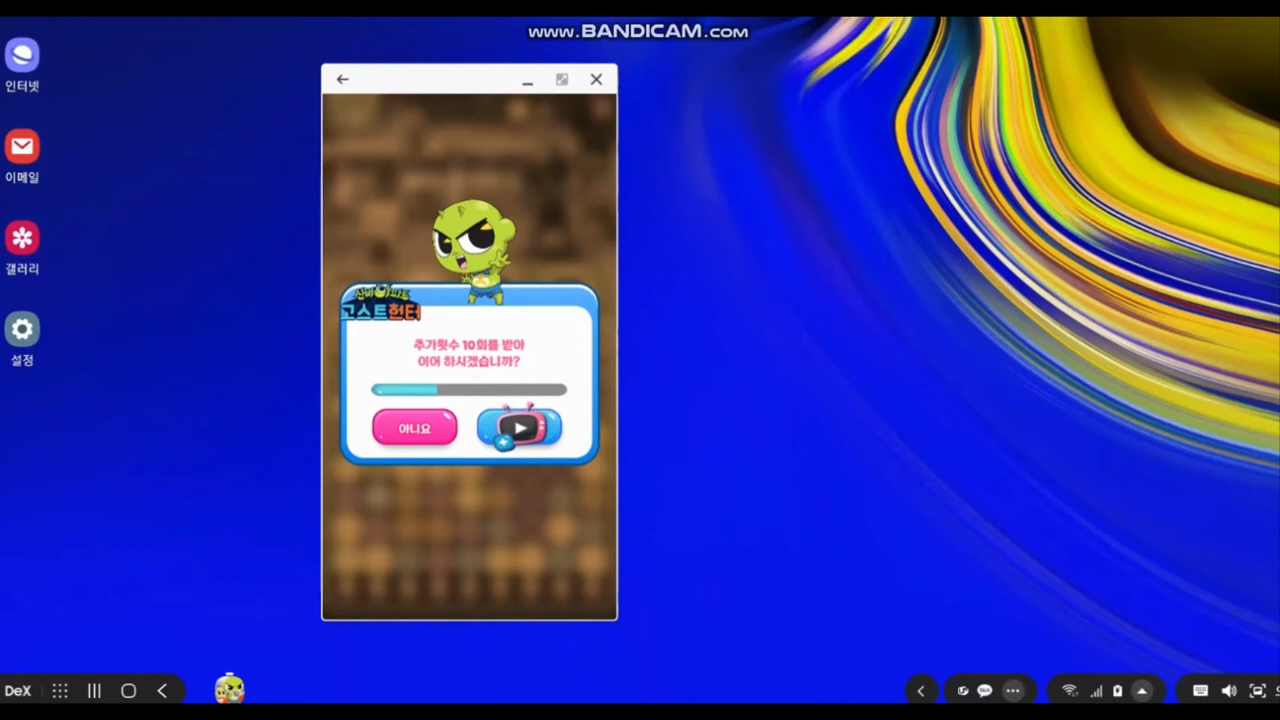 www.BANDICAM.com
인터넷
이메일
갤러리
설정
신비아파트
고스트헌터
추가횟수 10회를 받아
이어 하시겠습니까?
아니요
DeX
TALK